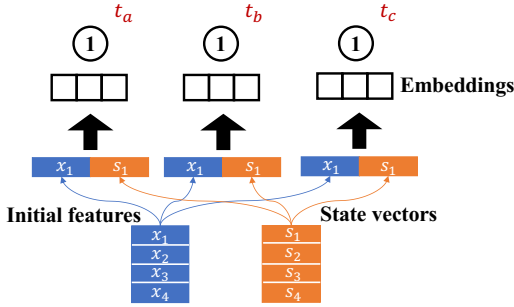 t_a t_b t_c
1 1 1
Embeddings
x_1 s_1 x_1 s_1 x_1 s_1
Initial features State vectors
x_1 s_1
x_2 s_2
x_3 s_3
x_4 s_4